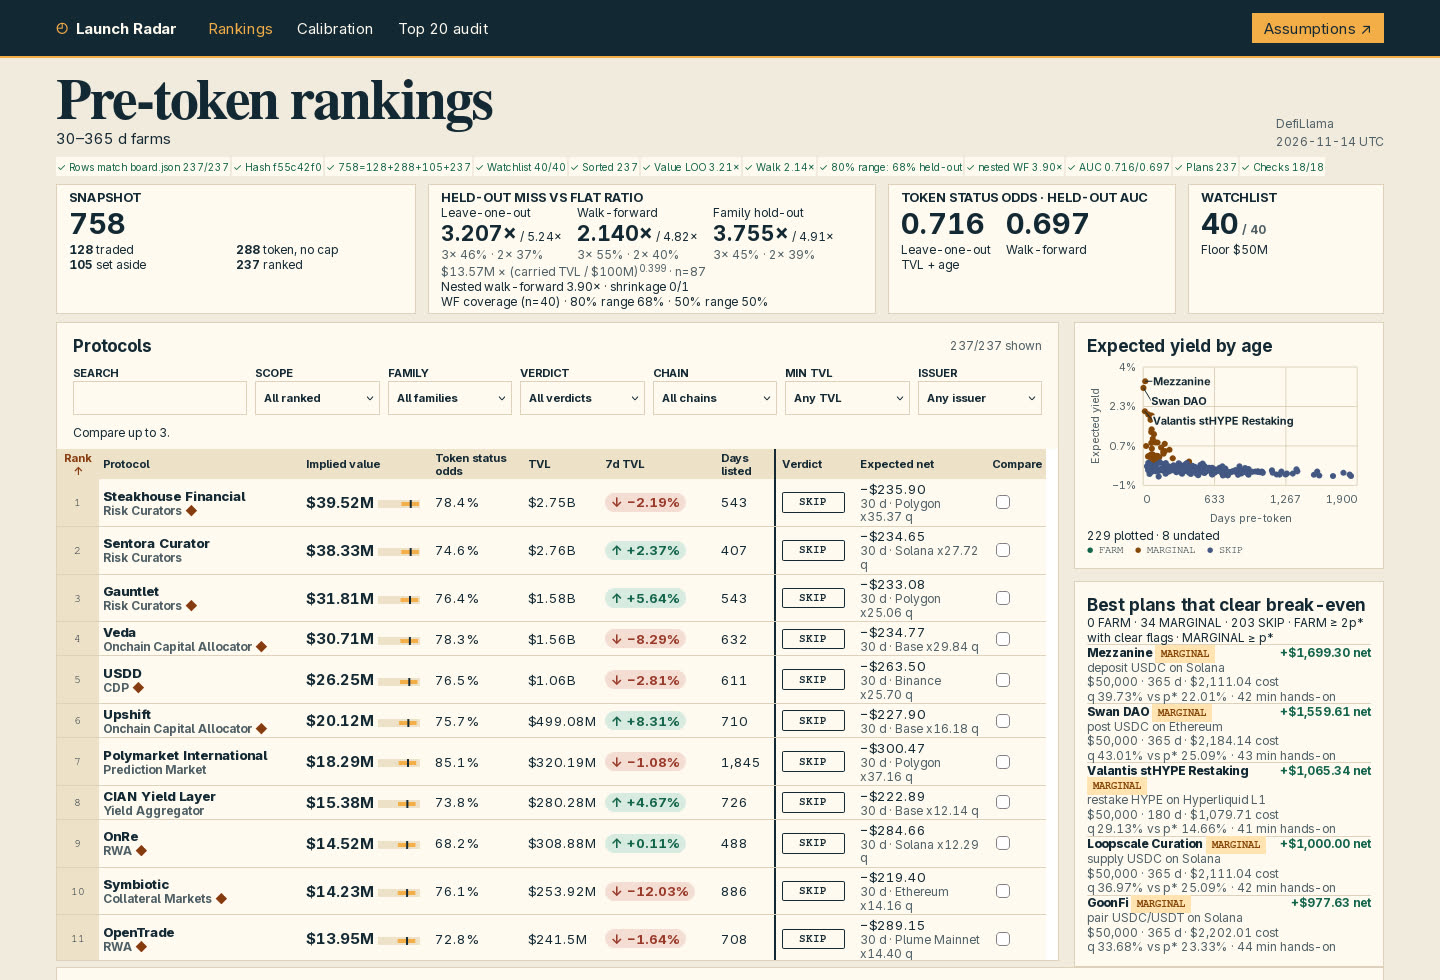 Launch Radar Rankings Calibration Top 20 audit Assumptions ↗
Pre-token rankings
30–365 d farms
DefiLlama
2026-11-14 UTC
✓ Rows match board.json 237/237 ✓ Hash f55c42f0 ✓ 758=128+288+105+237 ✓ Watchlist 40/40 ✓ Sorted 237 ✓ Value LOO 3.21× ✓ Walk 2.14× ✓ 80% range: 68% held-out ✓ nested WF 3.90× ✓ AUC 0.716/0.697 ✓ Plans 237 ✓ Checks 18/18
SNAPSHOT
758
128 traded 288 token, no cap
105 set aside 237 ranked
HELD-OUT MISS VS FLAT RATIO
Leave-one-out Walk-forward Family hold-out
3.207× / 5.24× 2.140× / 4.82× 3.755× / 4.91×
3× 46% · 2× 37% 3× 55% · 2× 40% 3× 45% · 2× 39%
$13.57M × (carried TVL / $100M)0.399 · n=87
Nested walk-forward 3.90× · shrinkage 0/1
WF coverage (n=40) · 80% range 68% · 50% range 50%
TOKEN STATUS ODDS · HELD-OUT AUC
0.716 0.697
Leave-one-out Walk-forward
TVL + age
WATCHLIST
40 / 40
Floor $50M
Protocols
237/237 shown
SEARCH SCOPE FAMILY VERDICT CHAIN MIN TVL ISSUER
All ranked All families All verdicts All chains Any TVL Any issuer
Compare up to 3.
Rank ↑ Protocol Implied value Token status odds TVL 7d TVL Days listed Verdict Expected net Compare
1 Steakhouse Financial $39.52M 78.4% $2.75B ↓ −2.19% 543 SKIP −$235.90
Risk Curators ◆ 30 d · Polygon
x35.37 q
2 Sentora Curator $38.33M 74.6% $2.76B ↑ +2.37% 407 SKIP −$234.65
Risk Curators 30 d · Solana x27.72
q
3 Gauntlet $31.81M 76.4% $1.58B ↑ +5.64% 543 SKIP −$233.08
Risk Curators ◆ 30 d · Polygon
x25.06 q
4 Veda $30.71M 78.3% $1.56B ↓ −8.29% 632 SKIP −$234.77
Onchain Capital Allocator ◆ 30 d · Base x29.84 q
5 USDD $26.25M 76.5% $1.06B ↓ −2.81% 611 SKIP −$263.50
CDP ◆ 30 d · Binance
x25.70 q
6 Upshift $20.12M 75.7% $499.08M ↑ +8.31% 710 SKIP −$227.90
Onchain Capital Allocator ◆ 30 d · Base x16.18 q
7 Polymarket International $18.29M 85.1% $320.19M ↓ −1.08% 1,845 SKIP −$300.47
Prediction Market 30 d · Polygon
x37.16 q
8 CIAN Yield Layer $15.38M 73.8% $280.28M ↑ +4.67% 726 SKIP −$222.89
Yield Aggregator 30 d · Base x12.14 q
9 OnRe $14.52M 68.2% $308.88M ↑ +0.11% 488 SKIP −$284.66
RWA ◆ 30 d · Solana x12.29
q
10 Symbiotic $14.23M 76.1% $253.92M ↓ −12.03% 886 SKIP −$219.40
Collateral Markets ◆ 30 d · Ethereum
x14.16 q
11 OpenTrade $13.95M 72.8% $241.5M ↓ −1.64% 708 SKIP −$289.15
RWA ◆ 30 d · Plume Mainnet
x14.40 q
Expected yield by age
Expected yield
4%
2.3%
0.7%
−1%
Mezzanine
Swan DAO
Valantis stHYPE Restaking
0 633 1,267 1,900
Days pre-token
229 plotted · 8 undated
● FARM ● MARGINAL ● SKIP
Best plans that clear break-even
0 FARM · 34 MARGINAL · 203 SKIP · FARM ≥ 2p*
with clear flags · MARGINAL ≥ p*
Mezzanine MARGINAL +$1,699.30 net
deposit USDC on Solana
$50,000 · 365 d · $2,111.04 cost
q 39.73% vs p* 22.01% · 42 min hands-on
Swan DAO MARGINAL +$1,559.61 net
post USDC on Ethereum
$50,000 · 365 d · $2,184.14 cost
q 43.01% vs p* 25.09% · 43 min hands-on
Valantis stHYPE Restaking +$1,065.34 net
MARGINAL
restake HYPE on Hyperliquid L1
$50,000 · 180 d · $1,079.71 cost
q 29.13% vs p* 14.66% · 41 min hands-on
Loopscale Curation MARGINAL +$1,000.00 net
supply USDC on Solana
$50,000 · 365 d · $2,111.04 cost
q 36.97% vs p* 25.09% · 42 min hands-on
GoonFi MARGINAL +$977.63 net
pair USDC/USDT on Solana
$50,000 · 365 d · $2,202.01 cost
q 33.68% vs p* 23.33% · 44 min hands-on